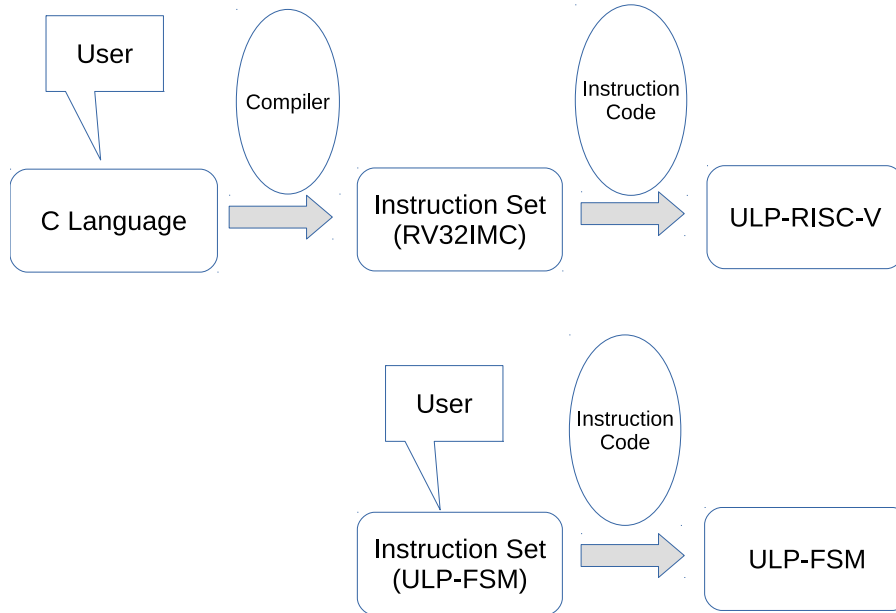 User
Compiler
Instruction
Code
C Language
Instruction Set
(RV32IMC)
ULP-RISC-V
User
Instruction
Code
Instruction Set
(ULP-FSM)
ULP-FSM